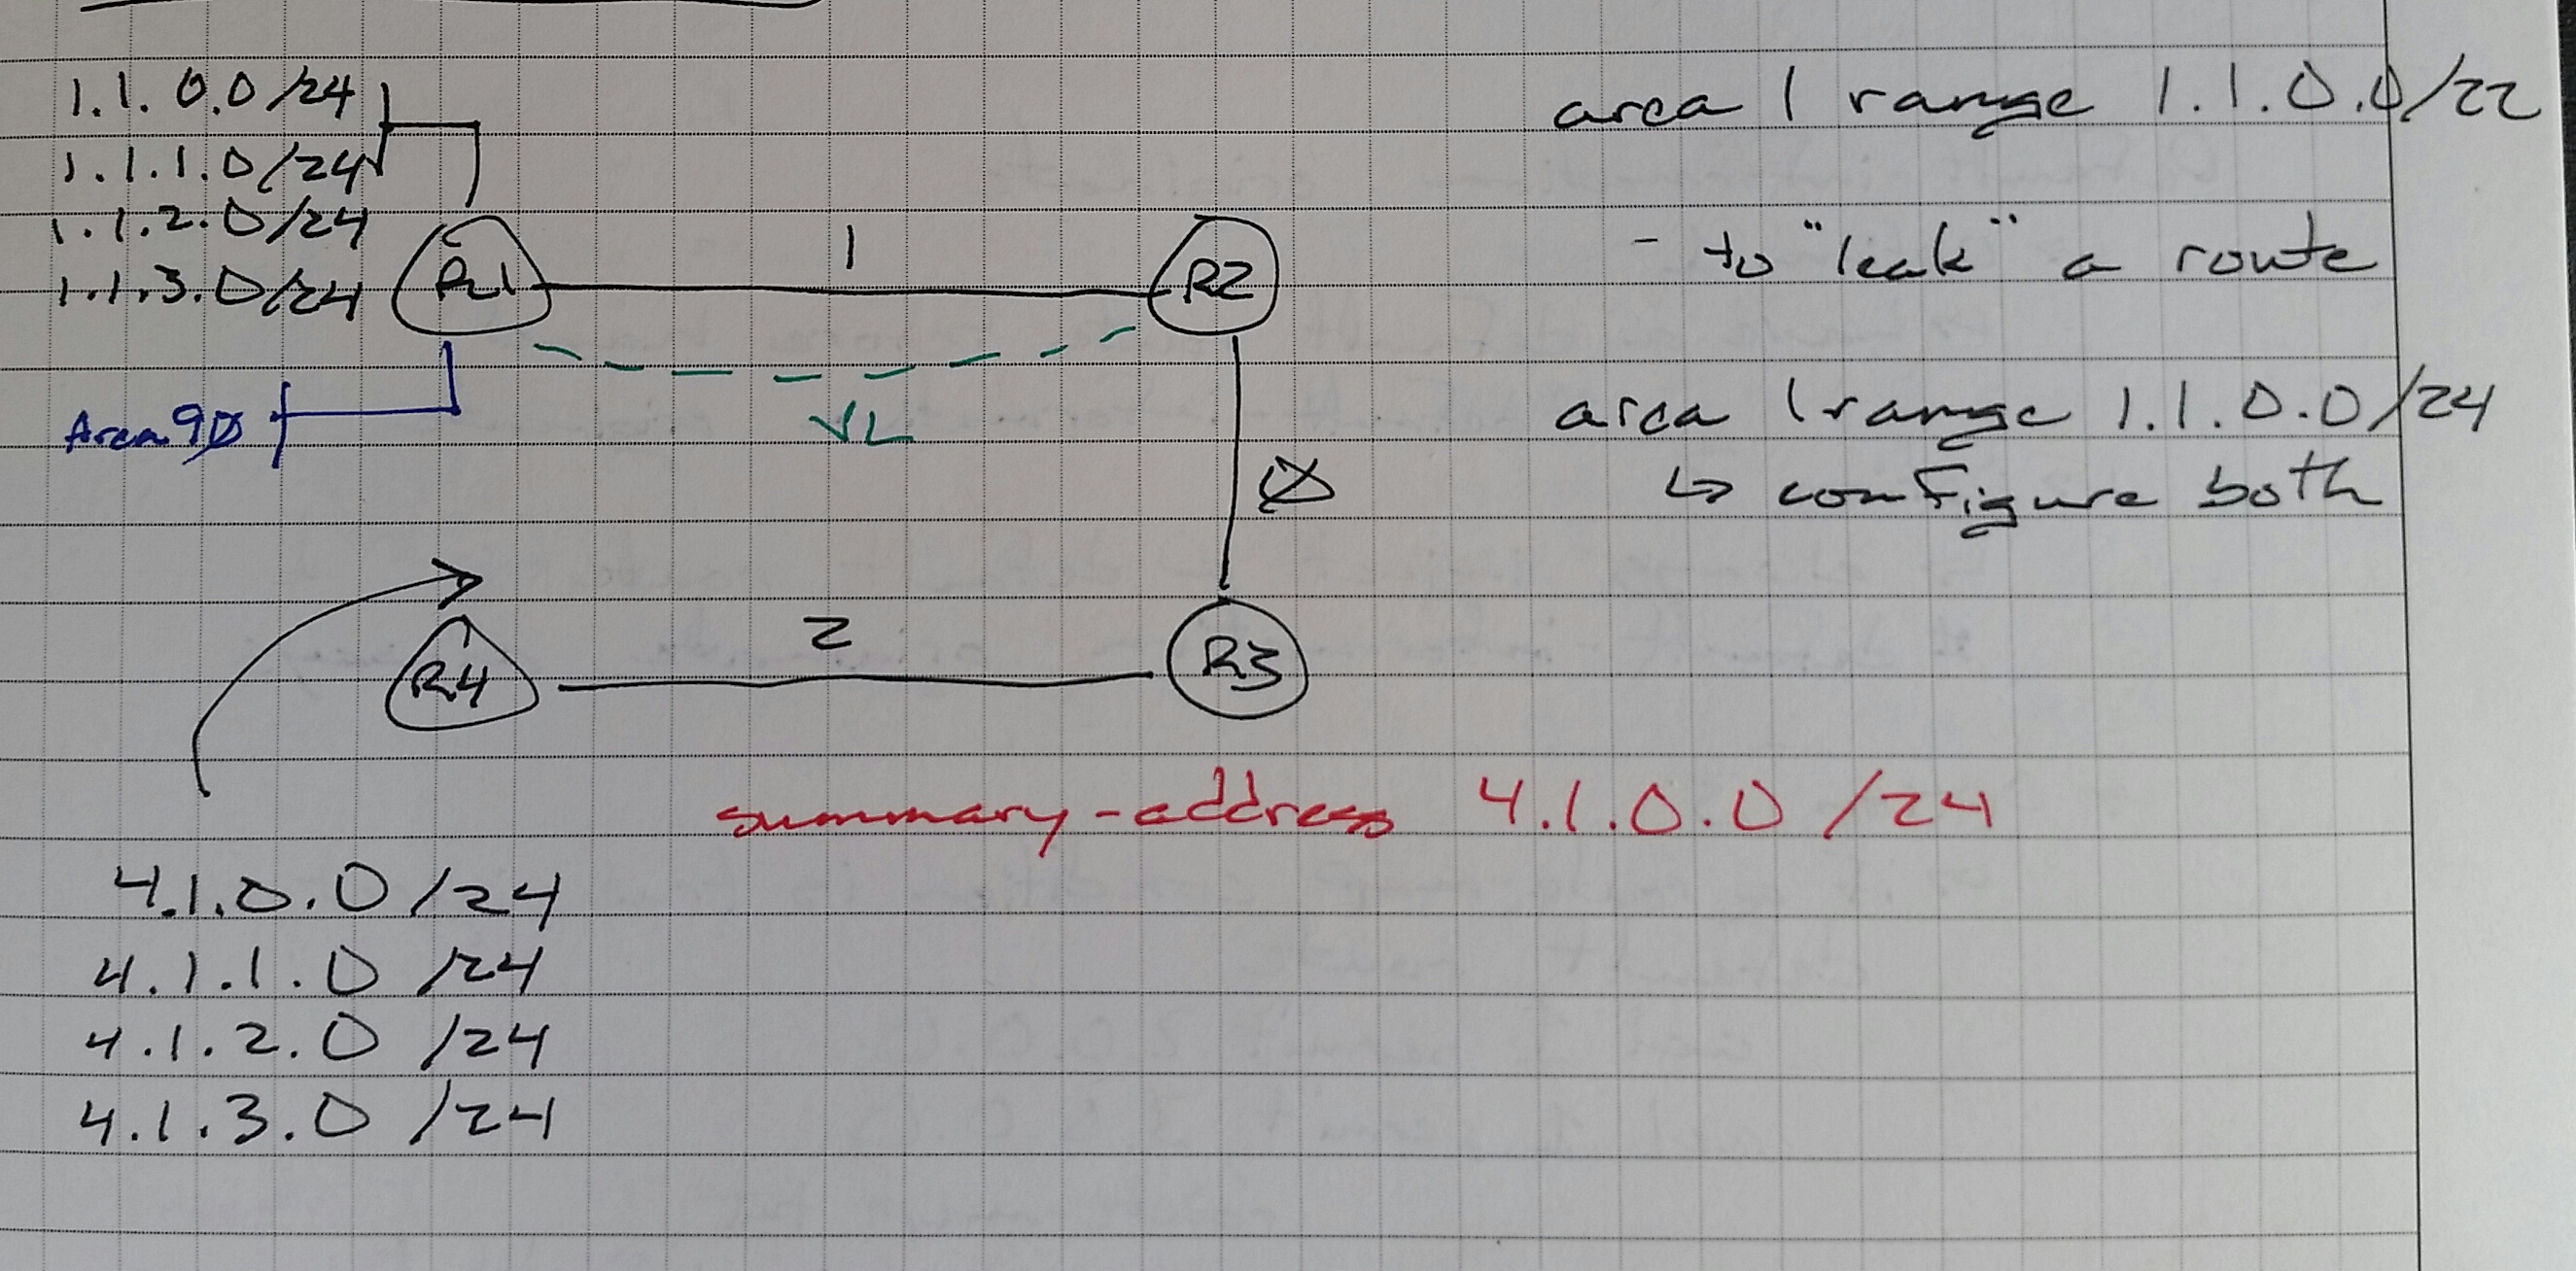 1.1.0.0/24
1.1.1.0/24
1.1.2.0/24
1.1.3.0/24
R1
1
R2
VL
Area 90
0
R4
2
R3
area 1 range 1.1.0.0/22
- to "leak" a route
area 1 range 1.1.0.0/24
↳ configure both
summary-address 4.1.0.0/24
4.1.0.0/24
4.1.1.0/24
4.1.2.0/24
4.1.3.0/24